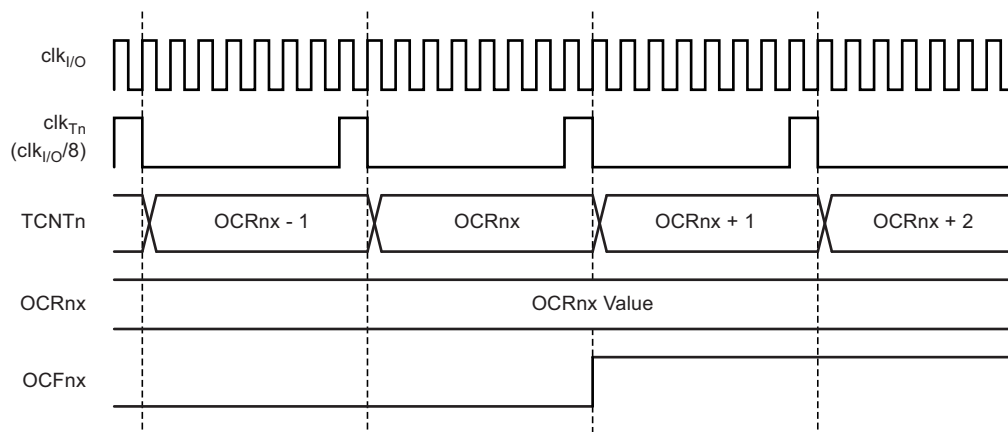 clkI/O
clkTn
(clkI/O/8)
TCNTn
OCRnx - 1
OCRnx
OCRnx + 1
OCRnx + 2
OCRnx
OCRnx Value
OCFnx